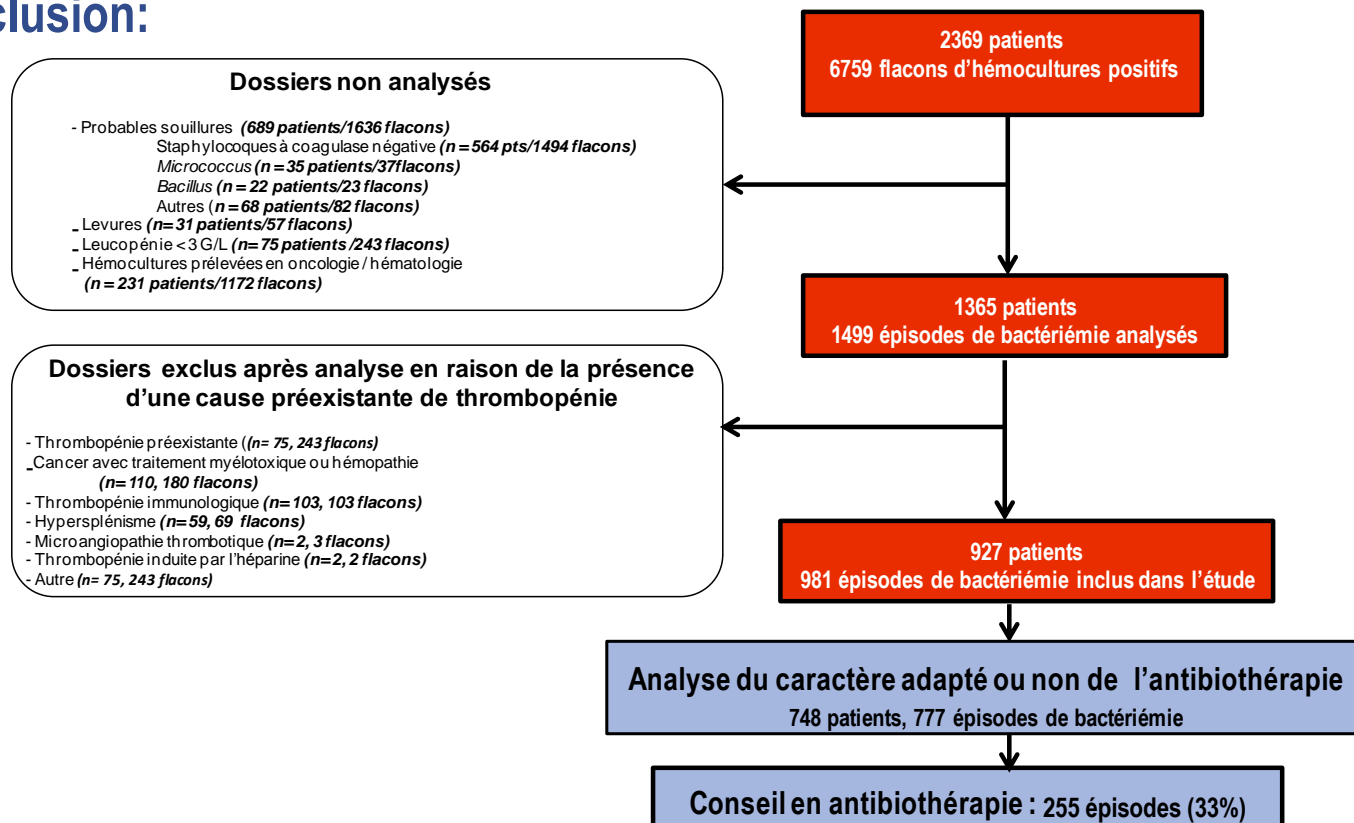 clusion:
2369 patients
6759 flacons d'hémocultures positifs
Dossiers non analysés
- Probables souillures (689 patients/1636 flacons)
Staphylocoques à coagulase négative (n = 564 pts/1494 flacons)
Micrococcus (n = 35 patients/37flacons)
Bacillus (n = 22 patients/23 flacons)
Autres (n = 68 patients/82 flacons)
- Levures (n= 31 patients/57 flacons)
- Leucopénie < 3 G/L (n= 75 patients /243 flacons)
- Hémocultures prélevées en oncologie / hématologie
(n = 231 patients/1172 flacons)
1365 patients
1499 épisodes de bactériémie analysés
Dossiers exclus après analyse en raison de la présence
d'une cause préexistante de thrombopénie
- Thrombopénie préexistante ((n= 75, 243 flacons)
-Cancer avec traitement myélotoxique ou hémopathie
(n=110, 180 flacons)
- Thrombopénie immunologique (n=103, 103 flacons)
- Hypersplénisme (n=59, 69 flacons)
- Microangiopathie thrombotique (n=2, 3 flacons)
- Thrombopénie induite par l'héparine (n=2, 2 flacons)
- Autre (n= 75, 243 flacons)
927 patients
981 épisodes de bactériémie inclus dans l'étude
Analyse du caractère adapté ou non de l'antibiothérapie
748 patients, 777 épisodes de bactériémie
Conseil en antibiothérapie : 255 épisodes (33%)